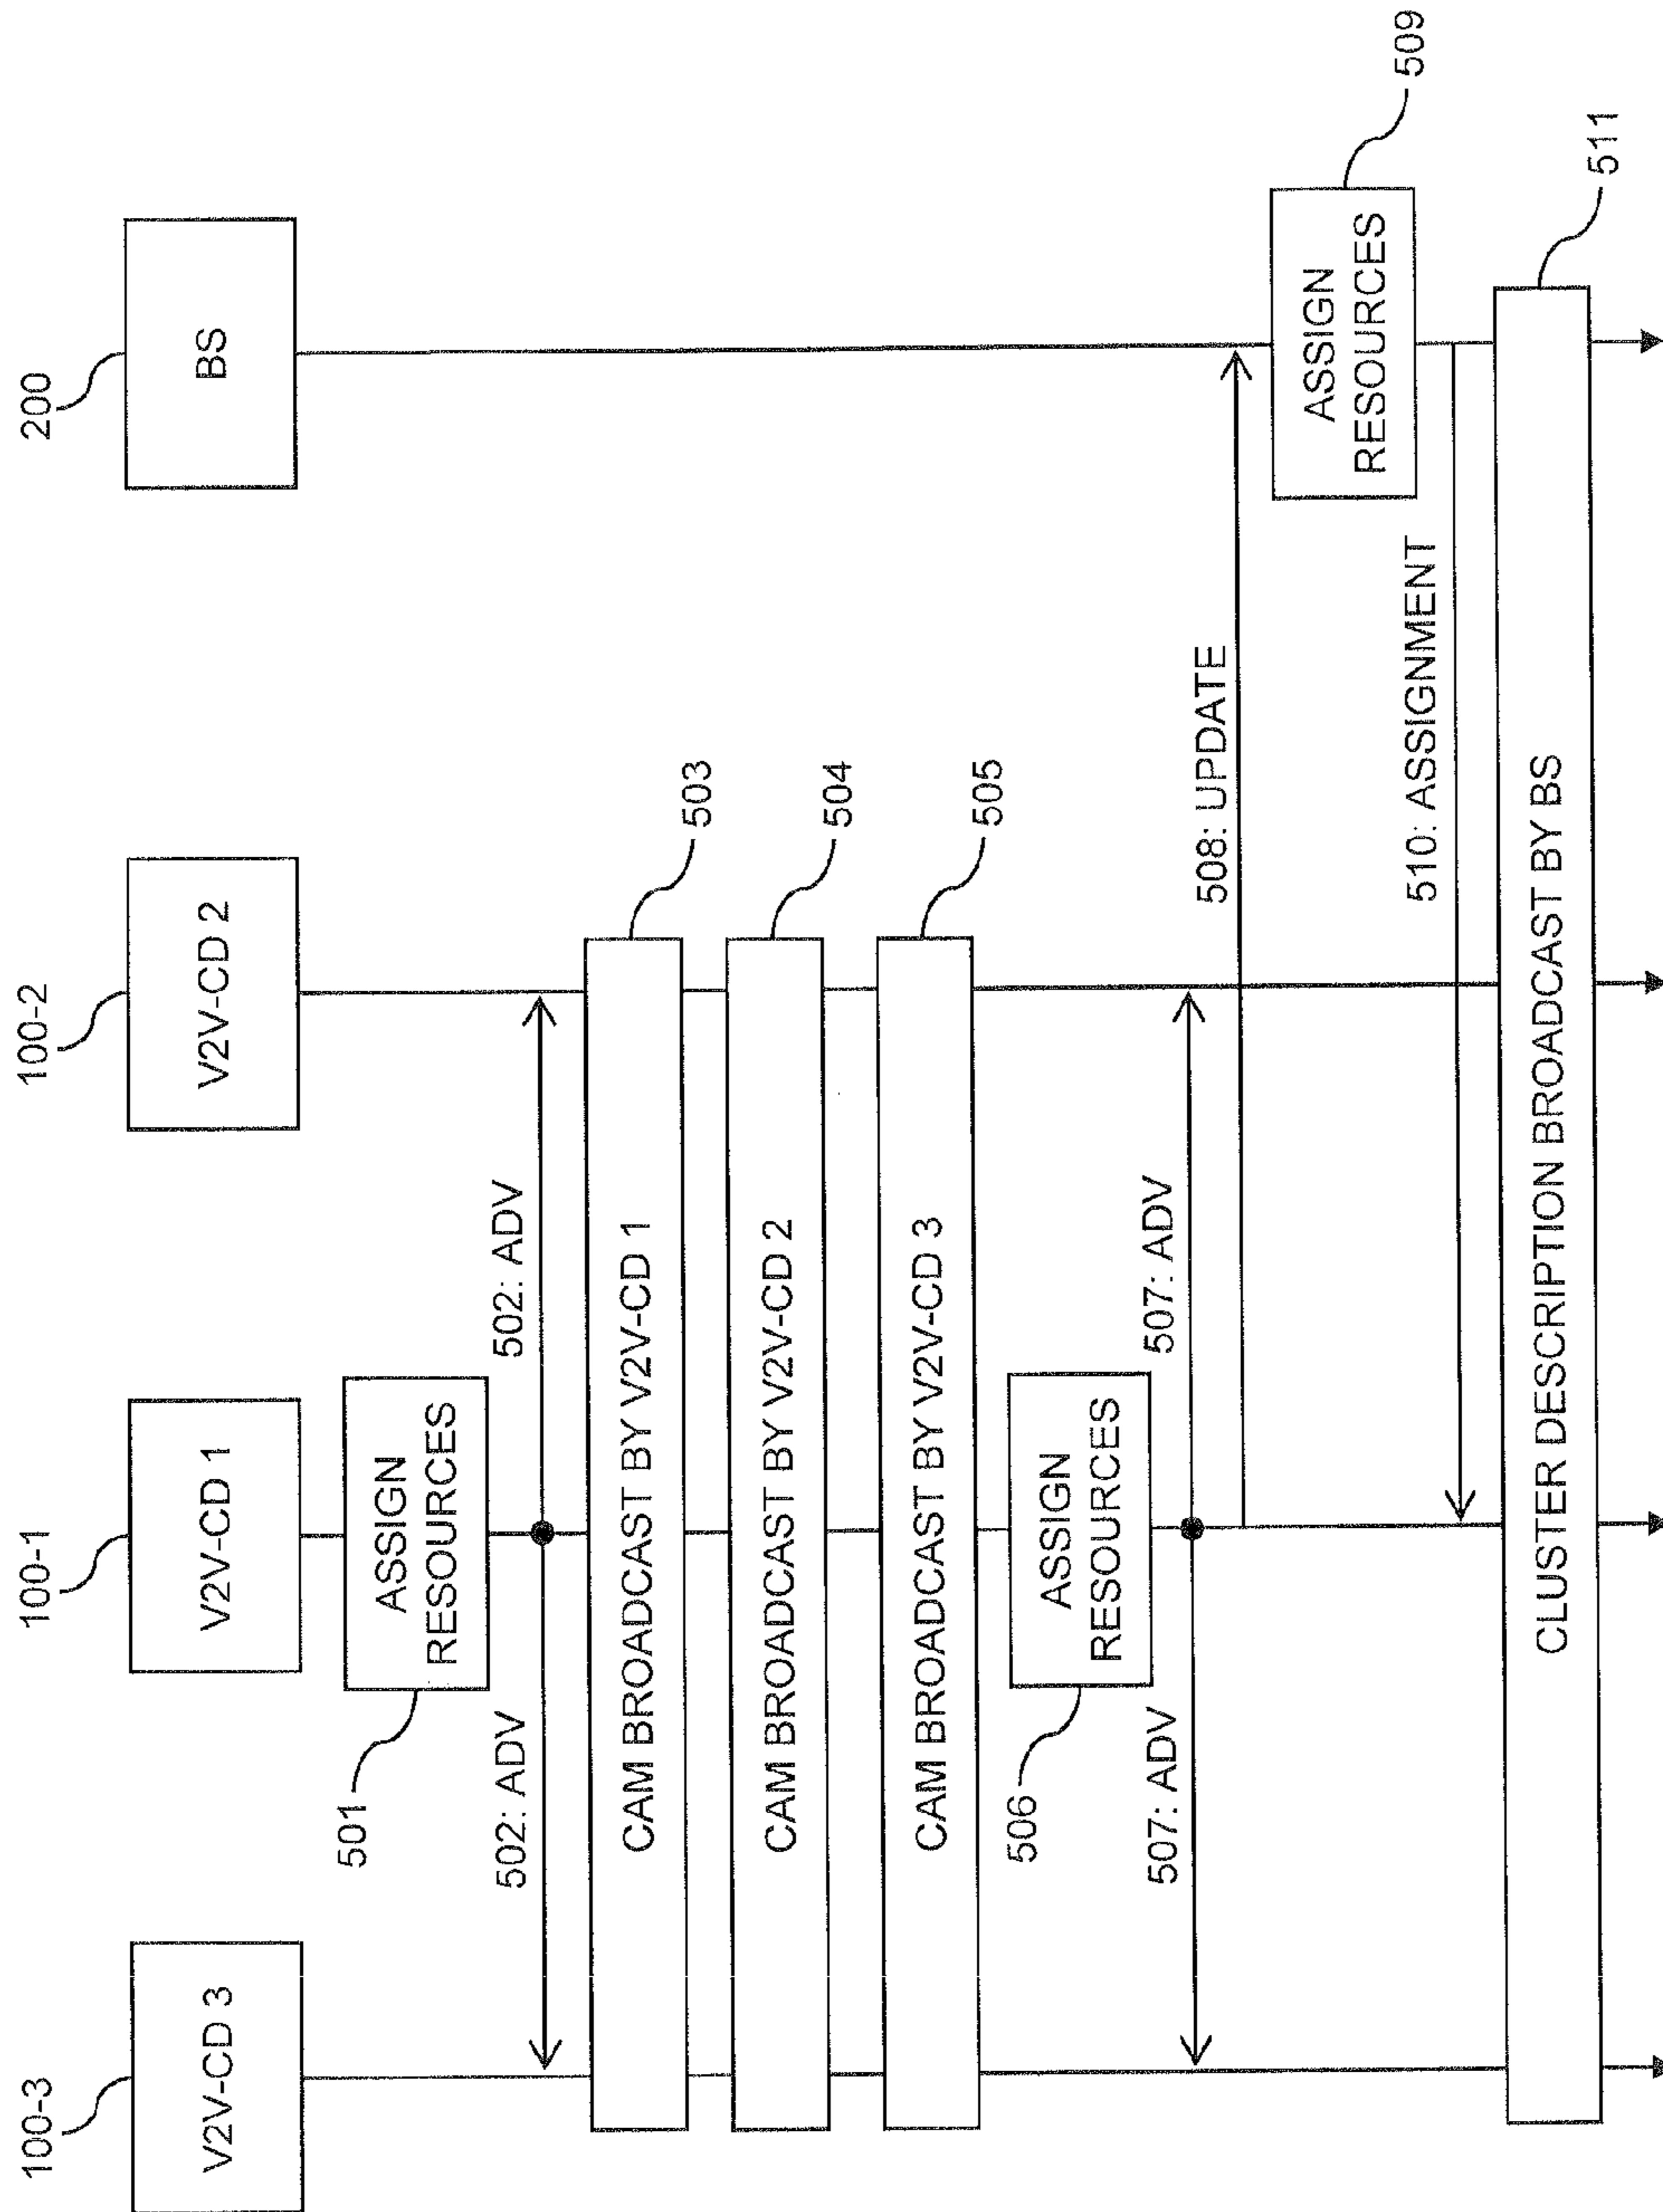 100-3
100-1
100-2
200
V2V-CD 3
V2V-CD 1
V2V-CD 2
BS
501
ASSIGN
RESOURCES
502: ADV
502: ADV
CAM BROADCAST BY V2V-CD 1
503
CAM BROADCAST BY V2V-CD 2
504
CAM BROADCAST BY V2V-CD 3
505
506
ASSIGN
RESOURCES
507: ADV
507: ADV
508: UPDATE
ASSIGN
RESOURCES
509
510: ASSIGNMENT
CLUSTER DESCRIPTION BROADCAST BY BS
511